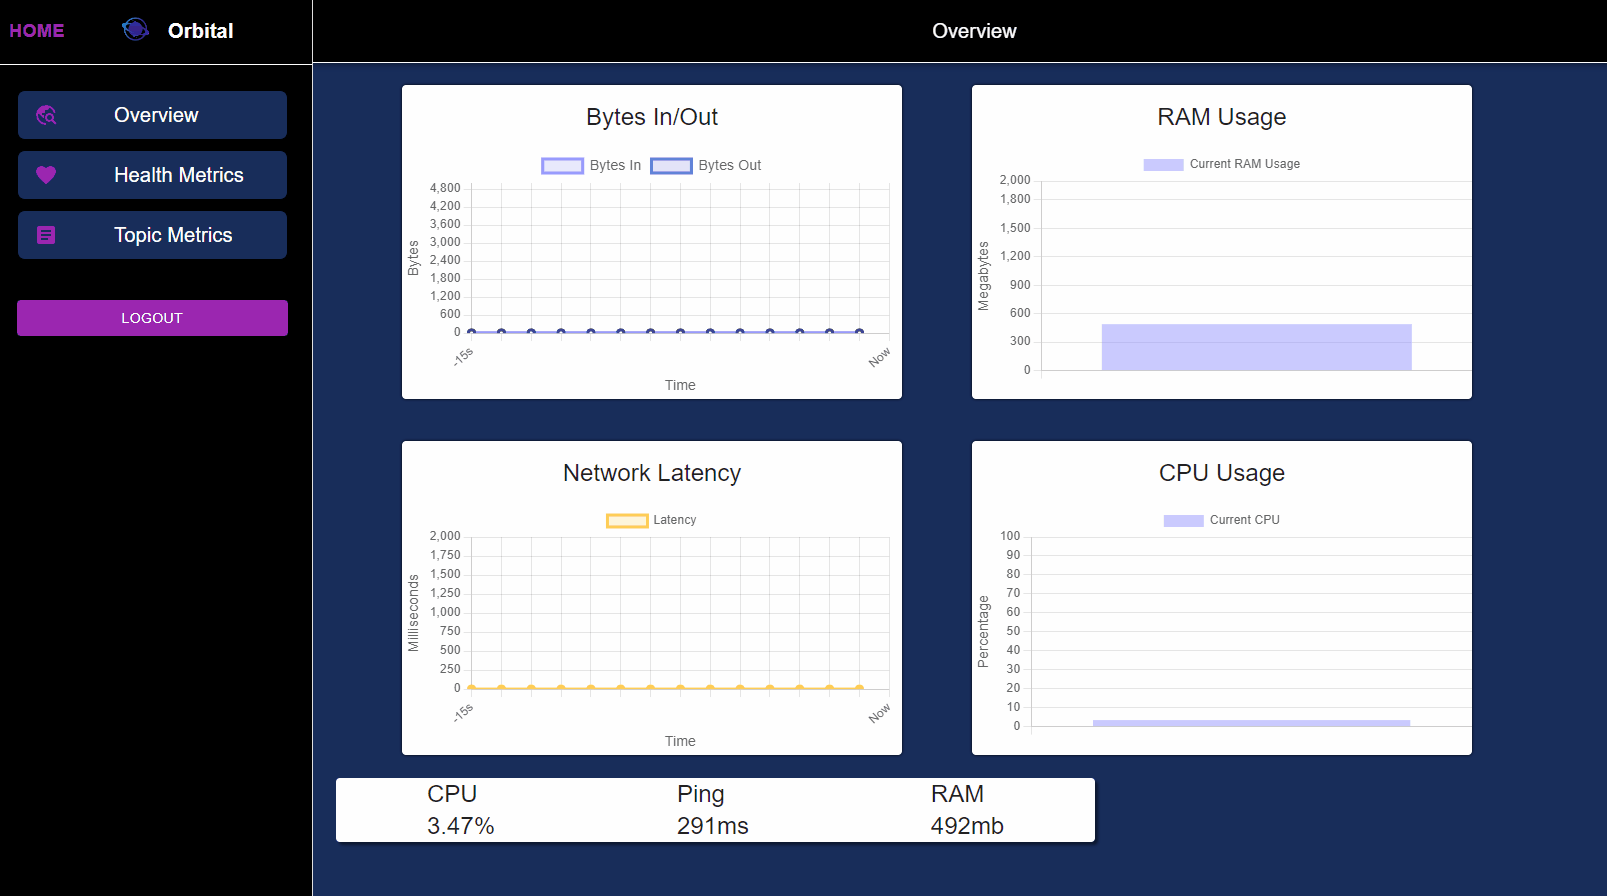 HOME
Orbital
Overview
Overview
Health Metrics
Topic Metrics
LOGOUT
Bytes In/Out
Bytes In
Bytes Out
4,800
4,200
3,600
3,000
2,400
1,800
1,200
600
0
Bytes
-15s
Now
Time
RAM Usage
Current RAM Usage
2,000
1,800
1,500
1,200
900
600
300
0
Megabytes
Network Latency
Latency
2,000
1,750
1,500
1,250
1,000
750
500
250
0
Milliseconds
-15s
Now
Time
CPU Usage
Current CPU
100
90
80
70
60
50
40
30
20
10
0
Percentage
CPU
3.47%
Ping
291ms
RAM
492mb